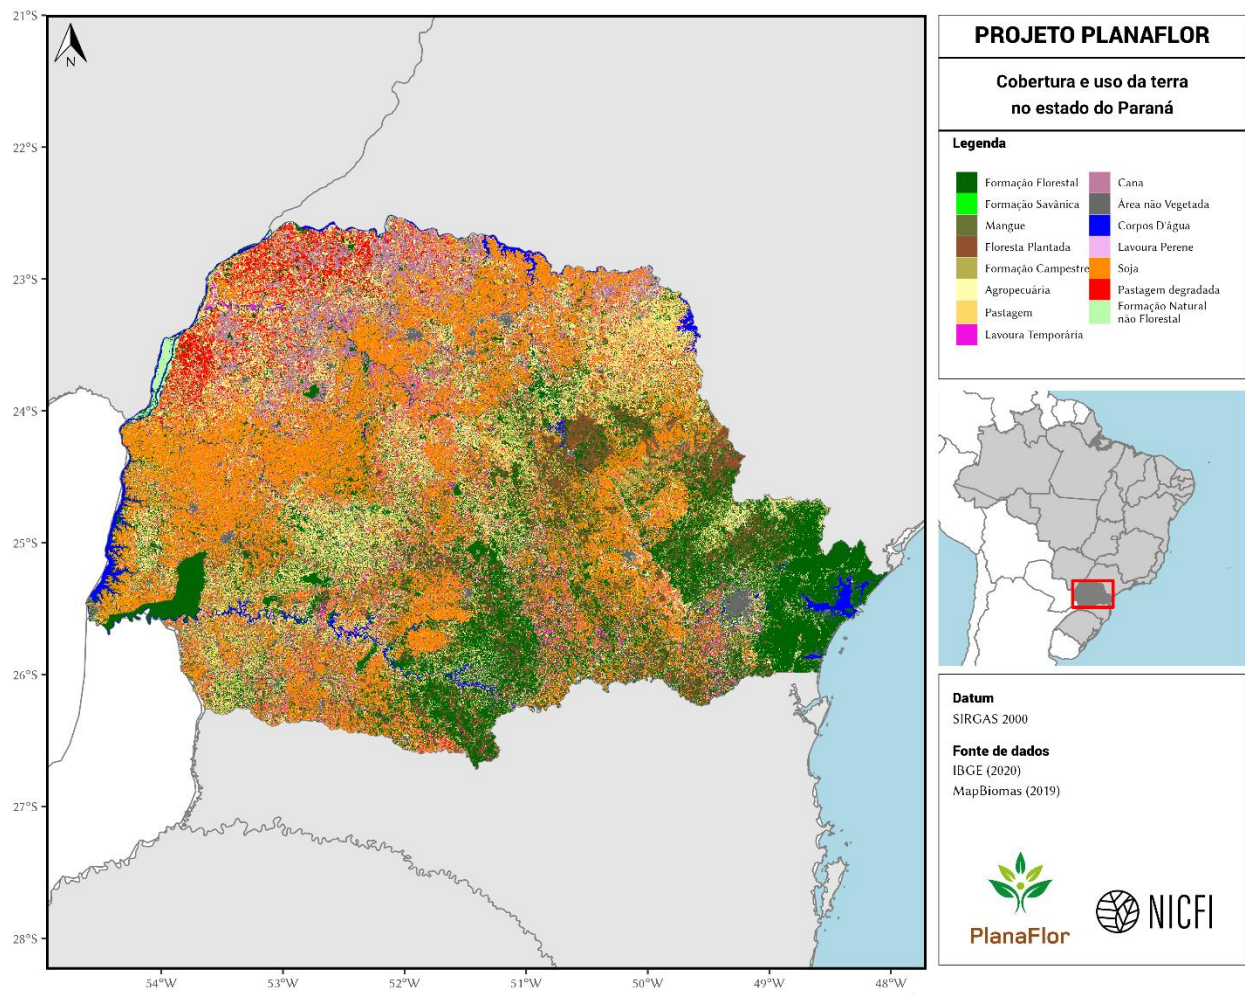 21°S
22°S
23°S
24°S
25°S
26°S
27°S
28°S
54°W
53°W
52°W
51°W
50°W
49°W
48°W
N
PROJETO PLANAFLOR
Cobertura e uso da terra
no estado do Paraná
Legenda
Formação Florestal
Formação Savânica
Mangue
Floresta Plantada
Formação Campestre
Agropecuária
Pastagem
Lavoura Temporária
Cana
Área não Vegetada
Corpos D'água
Lavoura Perene
Soja
Pastagem degradada
Formação Natural
não Florestal
Datum
SIRGAS 2000
Fonte de dados
IBGE (2020)
MapBiomas (2019)
PlanaFlor
NICFI